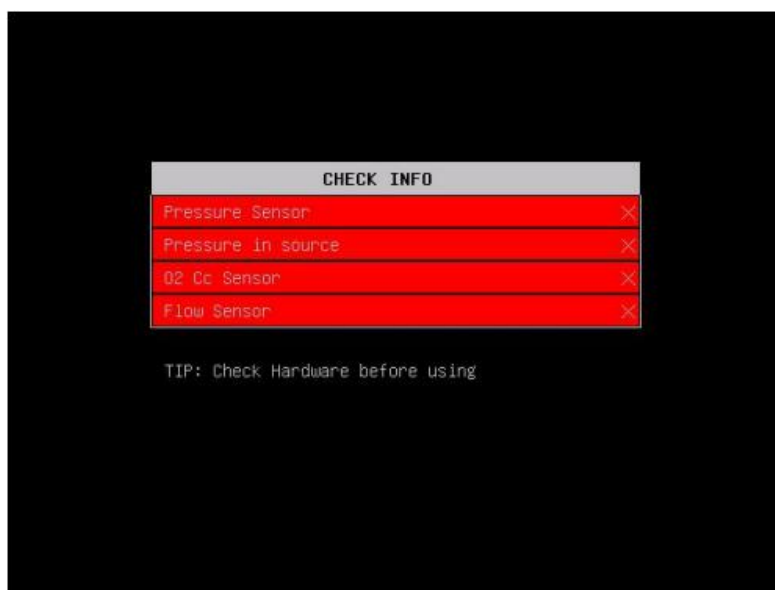 CHECK INFO
Pressure Sensor
Pressure in source
O2 Cc Sensor
Flow Sensor
TIP: Check Hardware before using